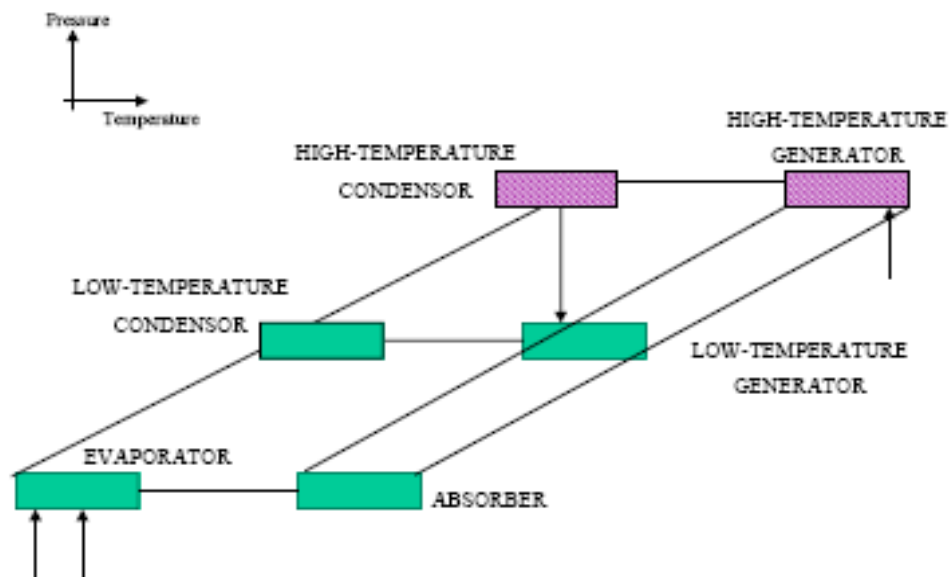 Pressure
Temperature
HIGH-TEMPERATURE
GENERATOR
HIGH-TEMPERATURE
CONDENSOR
LOW-TEMPERATURE
CONDENSOR
LOW-TEMPERATURE
GENERATOR
EVAPORATOR
ABSORBER